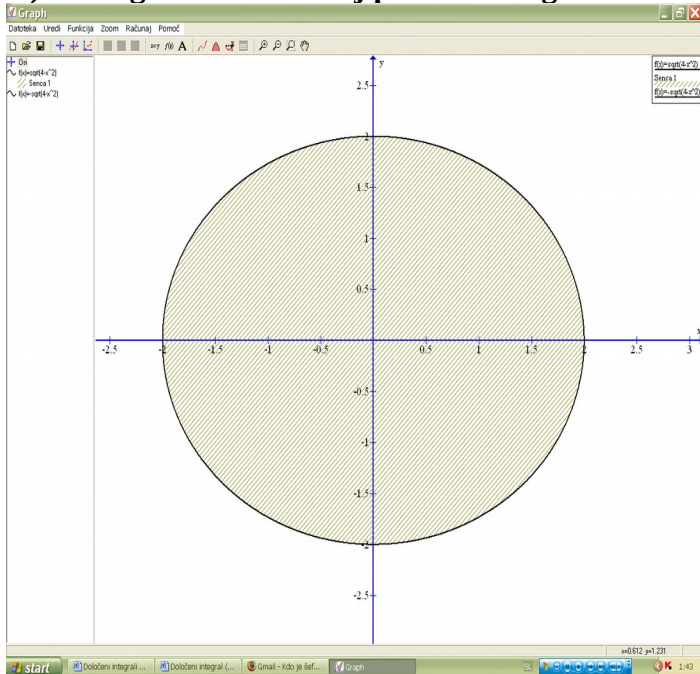 Graph
Datoteka Uredi Funkcija Zoom Računaj Pomoč
Osi
f(x)=sqrt(4-x^2)
Senca 1
f(x)=-sqrt(4-x^2)
f(x)=sqrt(4-x^2)
Senca 1
f(x)=-sqrt(4-x^2)
y
2.5
2
1.5
1
0.5
x
-2.5 -2 -1.5 -1 -0.5 0.5 1 1.5 2 2.5 3
-0.5
-1
-1.5
-2
-2.5
x=0.612 y=1.231
start Določeni integrali ... Določeni integral (,... Gmail - Kdo je šef... Graph SL 1:43